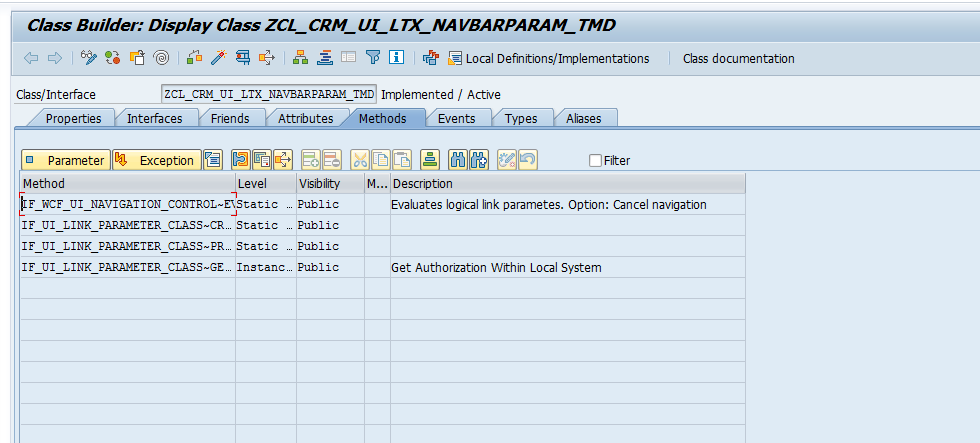 Class Builder: Display Class ZCL_CRM_UI_LTX_NAVBARPARAM_TMD
Local Definitions/Implementations Class documentation
Class/Interface ZCL_CRM_UI_LTX_NAVBARPARAM_TMD Implemented / Active
Properties Interfaces Friends Attributes Methods Events Types Aliases
Parameter Exception Filter
Method Level Visibility M... Description
IF_WCF_UI_NAVIGATION_CONTROL~EV Static ... Public Evaluates logical link parametes. Option: Cancel navigation
IF_UI_LINK_PARAMETER_CLASS~CR... Static ... Public
IF_UI_LINK_PARAMETER_CLASS~PR... Static ... Public
IF_UI_LINK_PARAMETER_CLASS~GE... Instanc... Public Get Authorization Within Local System